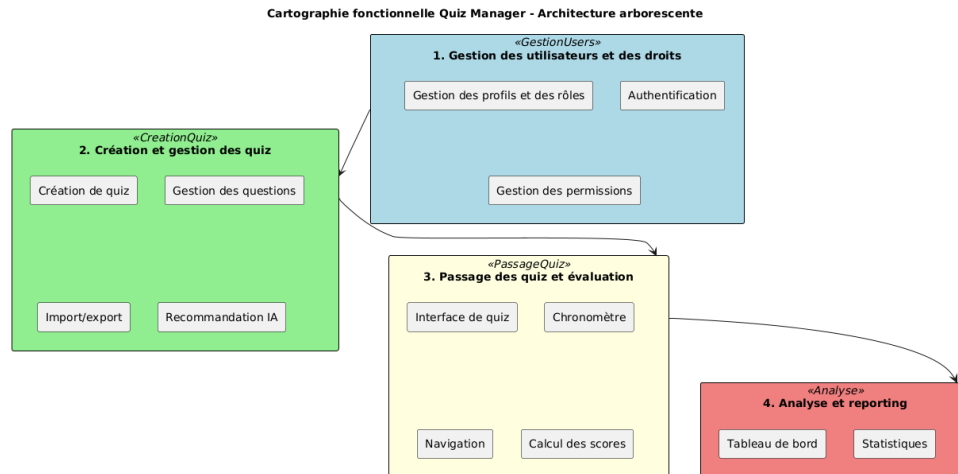 Cartographie fonctionnelle Quiz Manager - Architecture arborescente
«GestionUsers»
1. Gestion des utilisateurs et des droits
Gestion des profils et des rôles
Authentification
Gestion des permissions
«CreationQuiz»
2. Création et gestion des quiz
Création de quiz
Gestion des questions
Import/export
Recommandation IA
«PassageQuiz»
3. Passage des quiz et évaluation
Interface de quiz
Chronomètre
Navigation
Calcul des scores
«Analyse»
4. Analyse et reporting
Tableau de bord
Statistiques